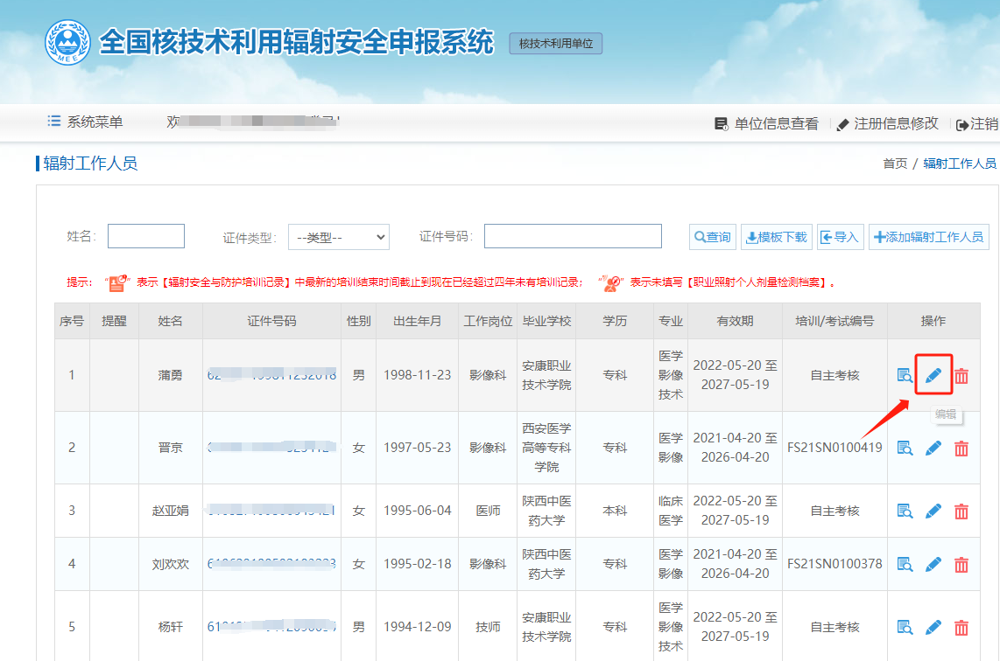 MEE
全国核技术利用辐射安全申报系统
核技术利用单位
系统菜单
欢
单位信息查看
注册信息修改
注销
辐射工作人员
首页 / 辐射工作人员
姓名:
证件类型:
--类型--
证件号码:
查询
模板下载
导入
添加辐射工作人员
提示: “ ” 表示【辐射安全与防护培训记录】中最新的培训结束时间截止到现在已经超过四年未有培训记录; “ ” 表示未填写【职业照射个人剂量检测档案】。
序号 提醒 姓名 证件号码 性别 出生年月 工作岗位 毕业学校 学历 专业 有效期 培训/考试编号 操作
1 蒲勇 男 1998-11-23 影像科 安康职业技术学院 专科 医学影像技术 2022-05-20 至 2027-05-19 自主考核
编辑
2 晋京 女 1997-05-23 影像科 西安医学高等专科学院 专科 医学影像 2021-04-20 至 2026-04-20 FS21SN0100419
3 赵亚娟 女 1995-06-04 医师 陕西中医药大学 本科 临床医学 2022-05-20 至 2027-05-19 自主考核
4 刘欢欢 女 1995-02-18 影像科 陕西中医药大学 专科 医学影像 2021-04-20 至 2026-04-20 FS21SN0100378
5 杨轩 男 1994-12-09 技师 安康职业技术学院 专科 医学影像技术 2022-05-20 至 2027-05-19 自主考核